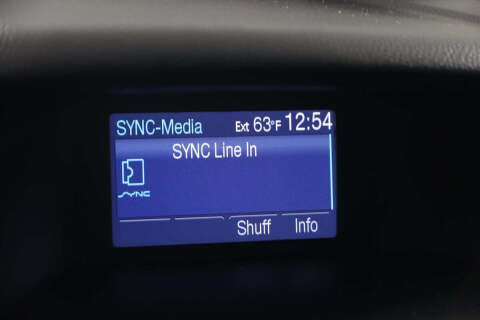 SYNC-Media Ext 63°F 12:54
SYNC Line In
SYNC
Shuff Info